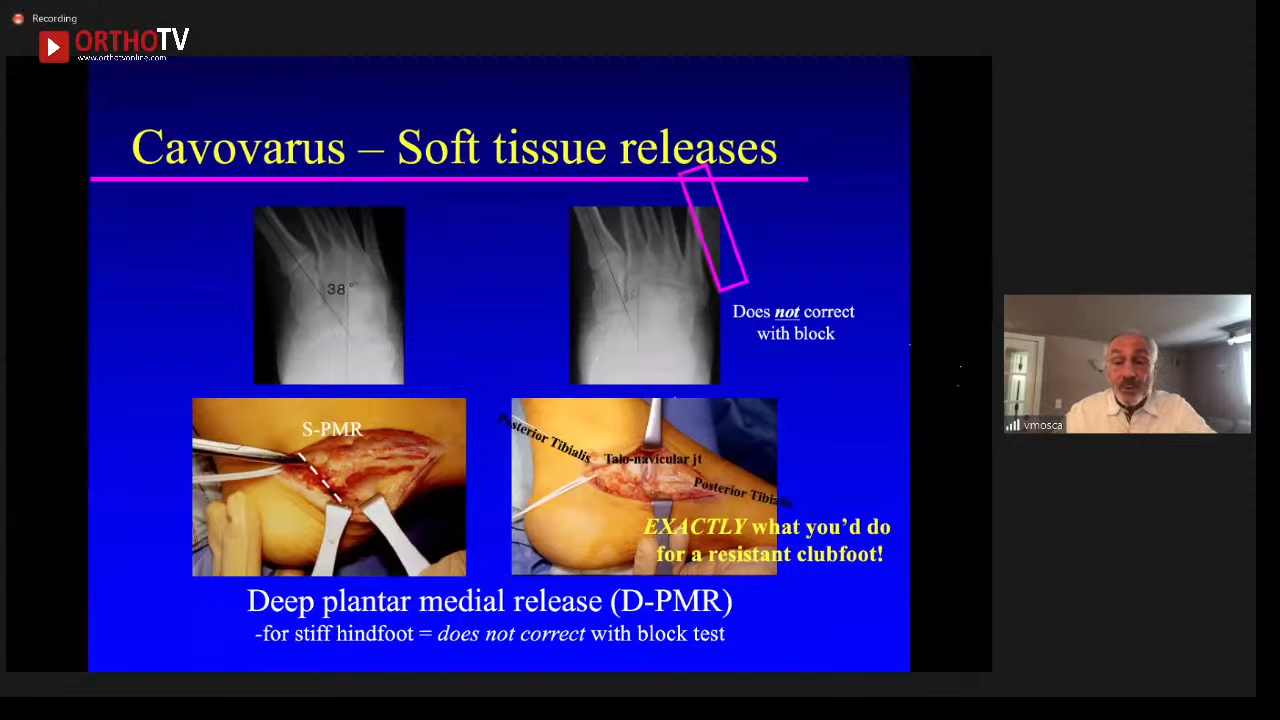 Recording
ORTHOTV
www.orthotvonline.com
Cavovarus – Soft tissue releases
38°
Does not correct
with block
S-PMR
Posterior Tibialis
Talo-navicular jt
Posterior Tibialis
EXACTLY what you'd do
for a resistant clubfoot!
Deep plantar medial release (D-PMR)
-for stiff hindfoot = does not correct with block test
vmosca